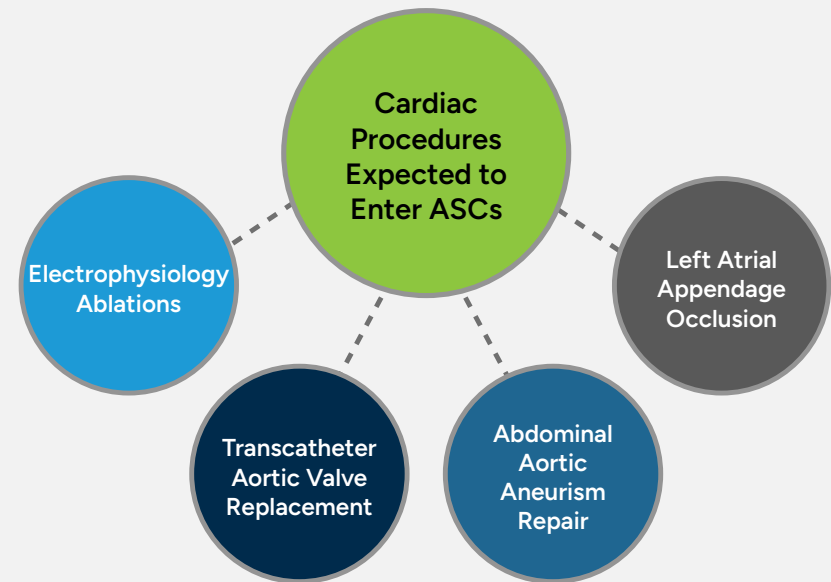 Cardiac
Procedures
Expected to
Enter ASCs
Electrophysiology
Ablations
Transcatheter
Aortic Valve
Replacement
Abdominal
Aortic
Aneurism
Repair
Left Atrial
Appendage
Occlusion